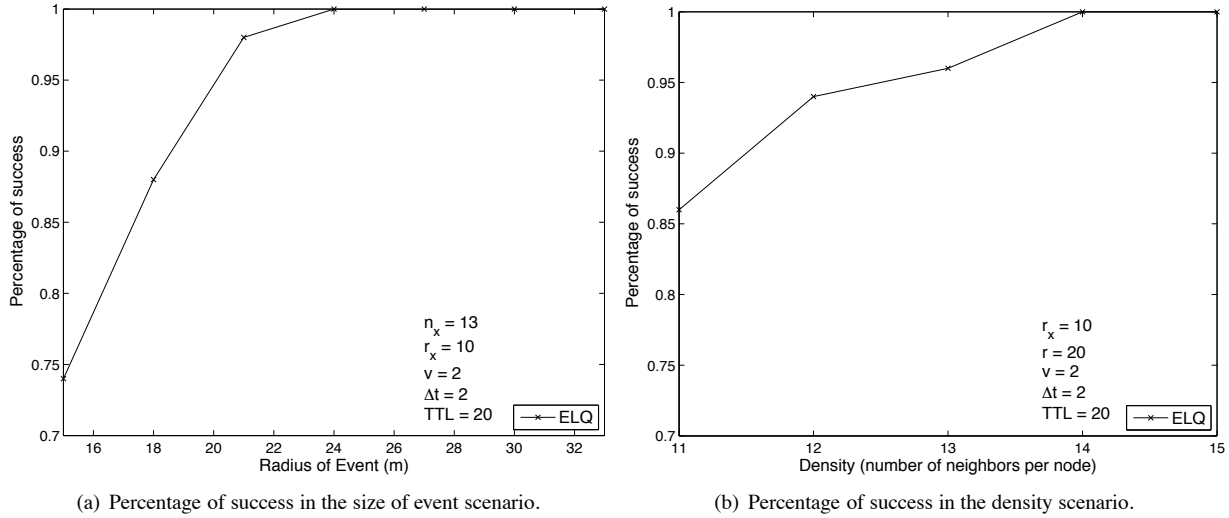 1
0.95
0.9
0.85
0.8
0.75
0.7
Percentage of success
16 18 20 22 24 26 28 30 32
Radius of Event (m)
n_x = 13
r_x = 10
v = 2
Δt = 2
TTL = 20
ELQ
(a) Percentage of success in the size of event scenario.
1
0.95
0.9
0.85
0.8
0.75
0.7
Percentage of success
11 12 13 14 15
Density (number of neighbors per node)
r_x = 10
r = 20
v = 2
Δt = 2
TTL = 20
ELQ
(b) Percentage of success in the density scenario.